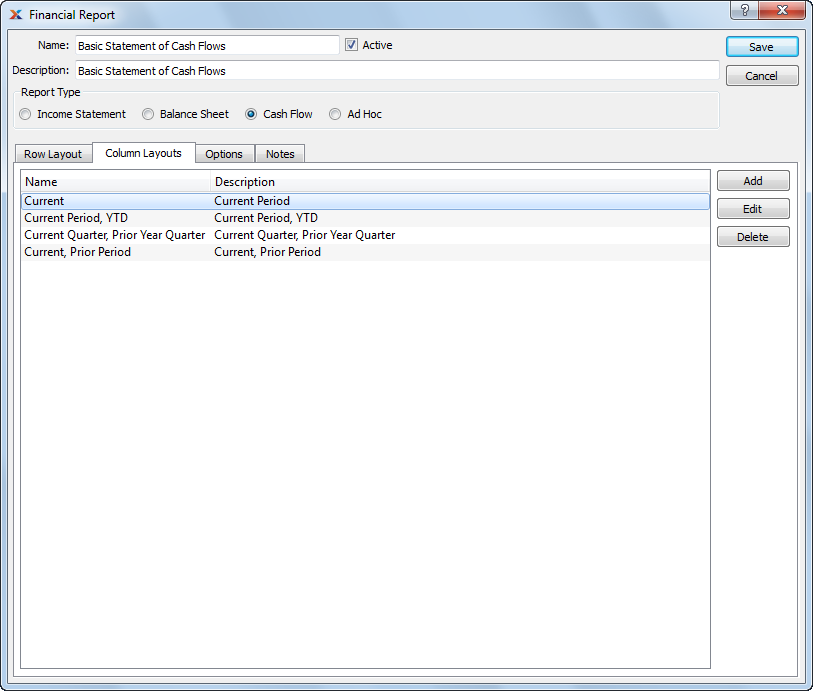 Financial Report
Name: Basic Statement of Cash Flows Active
Save
Description: Basic Statement of Cash Flows
Cancel
Report Type
Income Statement Balance Sheet Cash Flow Ad Hoc
Row Layout Column Layouts Options Notes
Name Description
Add
Current Current Period
Edit
Current Period, YTD Current Period, YTD
Current Quarter, Prior Year Quarter Current Quarter, Prior Year Quarter
Delete
Current, Prior Period Current, Prior Period